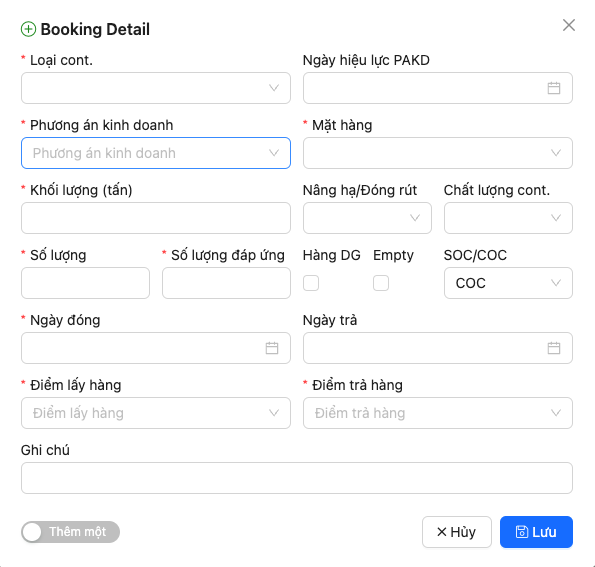 Booking Detail
* Loại cont. Ngày hiệu lực PAKD
* Phương án kinh doanh * Mặt hàng
Phương án kinh doanh
* Khối lượng (tấn) Nâng hạ/Đóng rút Chất lượng cont.
* Số lượng * Số lượng đáp ứng Hàng DG Empty SOC/COC
COC
* Ngày đóng Ngày trả
* Điểm lấy hàng * Điểm trả hàng
Điểm lấy hàng Điểm trả hàng
Ghi chú
Thêm một Hủy Lưu